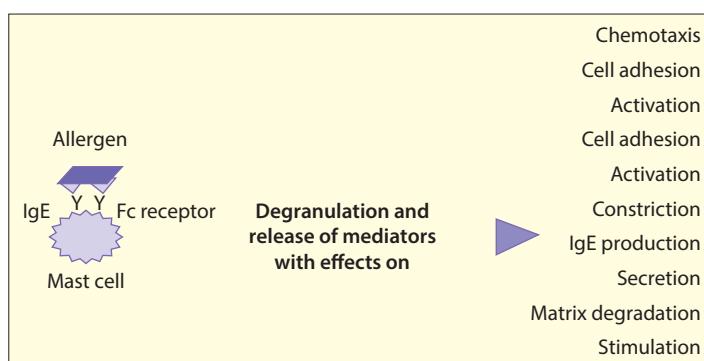 Chemotaxis
Cell adhesion
Activation
Cell adhesion
Activation
Constriction
IgE production
Secretion
Matrix degradation
Stimulation
Allergen
IgE
Y Y
Fc receptor
Mast cell
Degranulation and
release of mediators
with effects on